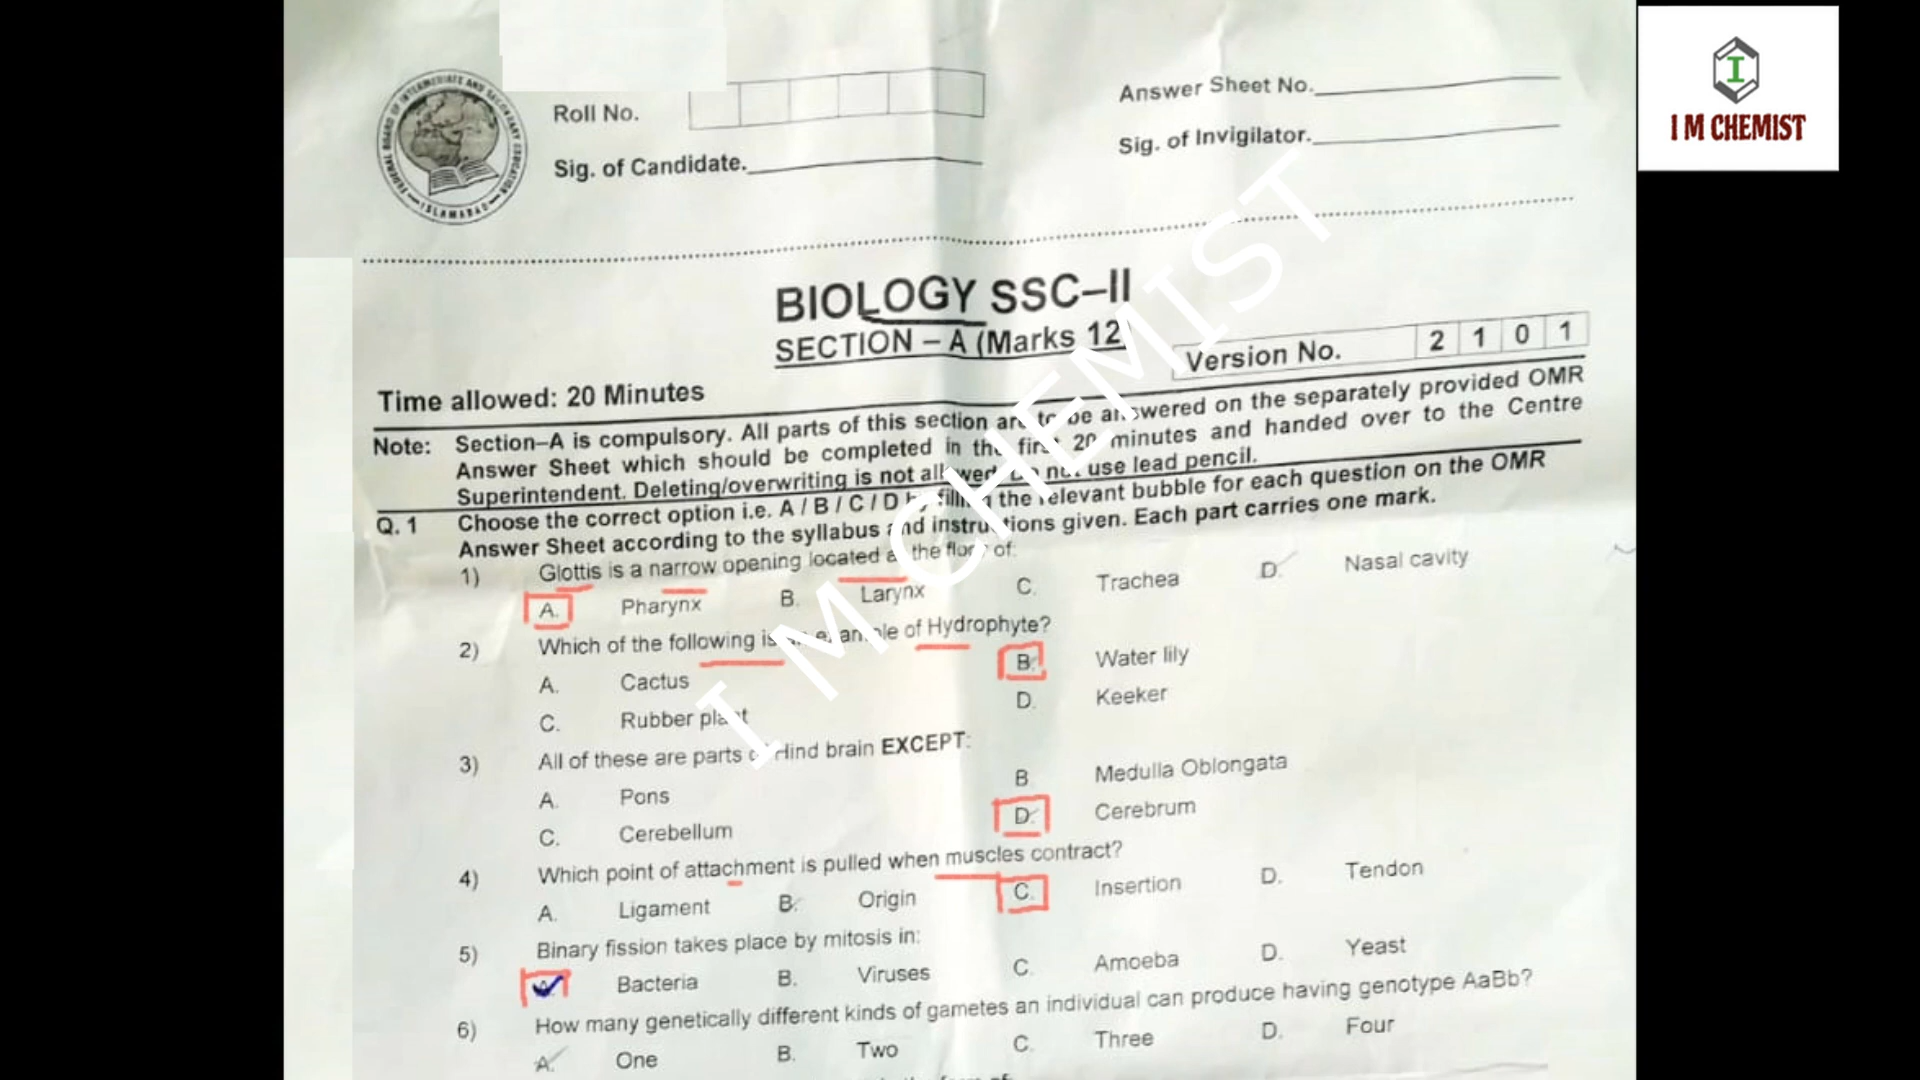 I
I M CHEMIST
FEDERAL BOARD OF INTERMEDIATE AND SECONDARY EDUCATION
ISLAMABAD
Roll No.
Answer Sheet No.
Sig. of Candidate.
Sig. of Invigilator.
BIOLOGY SSC–II
SECTION – A (Marks 12)
Version No. 2 1 0 1
Time allowed: 20 Minutes
Note: Section–A is compulsory. All parts of this section are to be answered on the separately provided OMR
Answer Sheet which should be completed in the first 20 minutes and handed over to the Centre
Superintendent. Deleting/overwriting is not allowed. Do not use lead pencil.
Q. 1 Choose the correct option i.e. A / B / C / D by filling the relevant bubble for each question on the OMR
Answer Sheet according to the syllabus and instructions given. Each part carries one mark.
1) Glottis is a narrow opening located at the floor of:
A. Pharynx B. Larynx C. Trachea D. Nasal cavity
2) Which of the following is an example of Hydrophyte?
A. Cactus B. Water lily
C. Rubber plant D. Keeker
3) All of these are parts of Hind brain EXCEPT:
A. Pons B Medulla Oblongata
C. Cerebellum D. Cerebrum
4) Which point of attachment is pulled when muscles contract?
A. Ligament B. Origin C. Insertion D. Tendon
5) Binary fission takes place by mitosis in:
A. Bacteria B. Viruses C. Amoeba D. Yeast
6) How many genetically different kinds of gametes an individual can produce having genotype AaBb?
A. One B. Two C. Three D. Four
I M CHEMIST